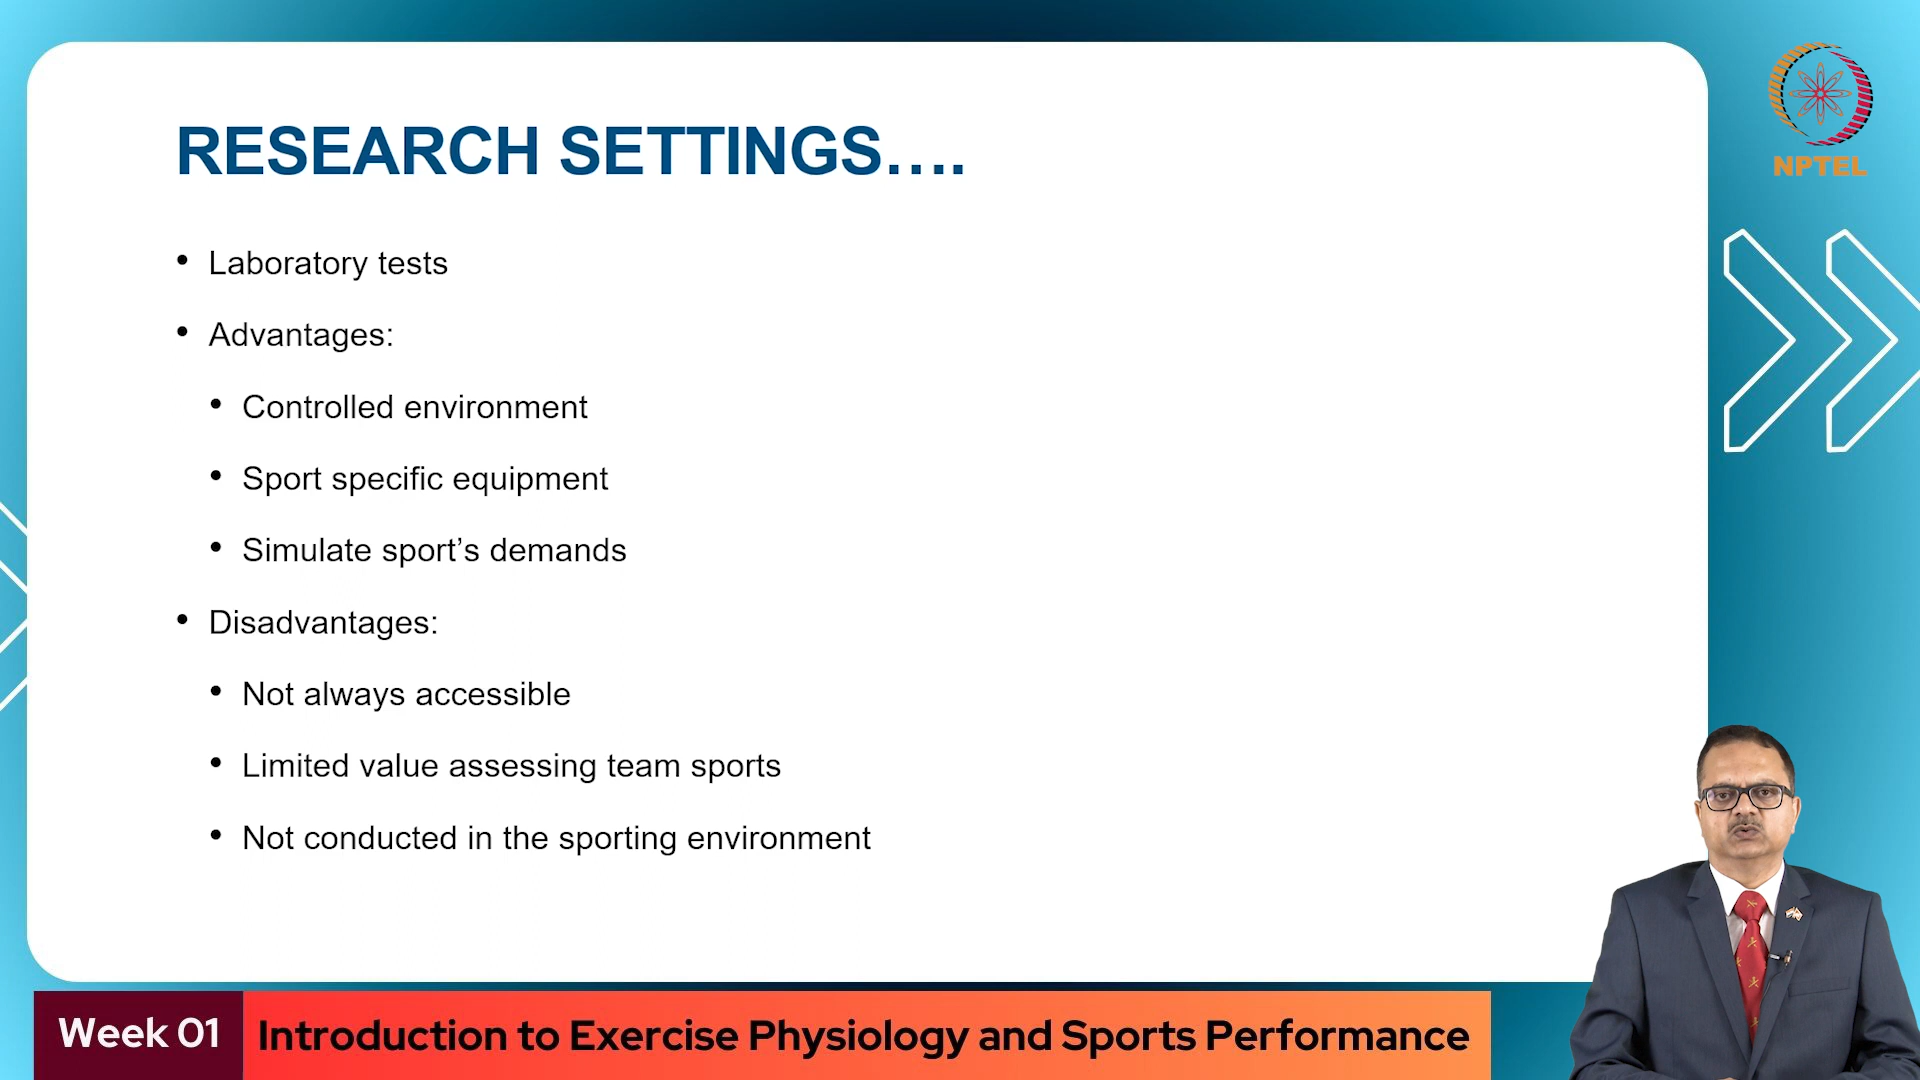 RESEARCH SETTINGS....
• Laboratory tests
• Advantages:
• Controlled environment
• Sport specific equipment
• Simulate sport’s demands
• Disadvantages:
• Not always accessible
• Limited value assessing team sports
• Not conducted in the sporting environment
NPTEL
Week 01
Introduction to Exercise Physiology and Sports Performance